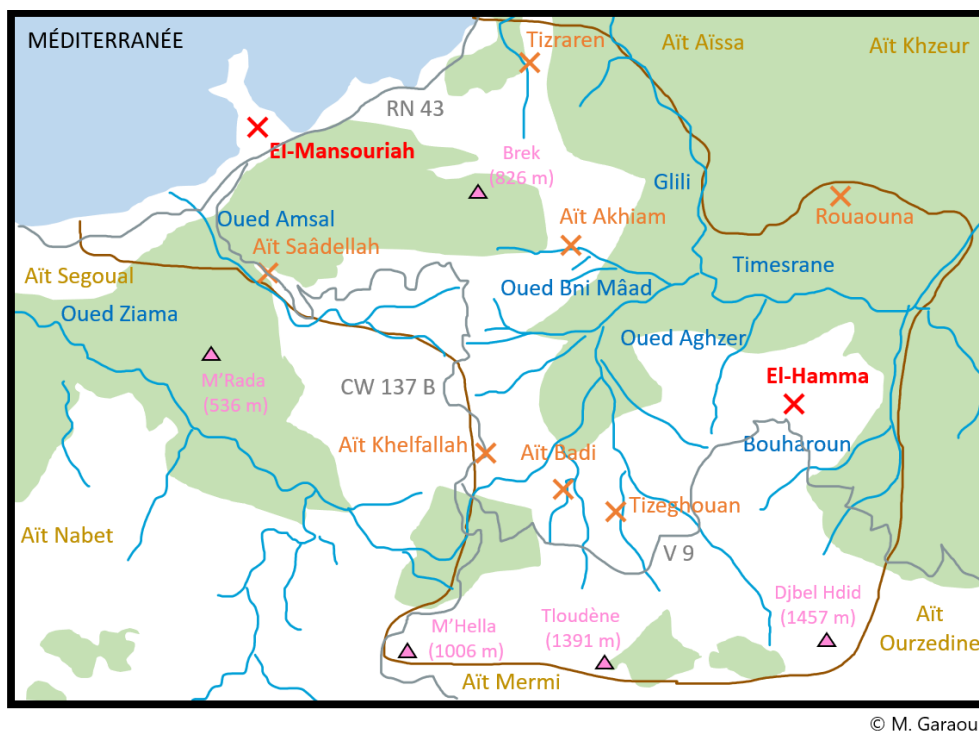 MÉDITERRANÉE
Tizraren
Aït Aïssa
Aït Khzeur
RN 43
El-Mansouriah
Brek
(826 m)
Glili
Oued Amsal
Aït Akhiam
Rouaouna
Aït Saâdellah
Aït Segoual
Oued Bni Mâad
Timesrane
Oued Ziama
Oued Aghzer
M'Rada
(536 m)
CW 137 B
El-Hamma
Aït Khelfallah
Aït Badi
Bouharoun
Tizeghouan
Aït Nabet
V 9
Djbel Hdid
(1457 m)
Tloudène
(1391 m)
M'Hella
(1006 m)
Aït
Ourzedine
Aït Mermi
© M. Garaou